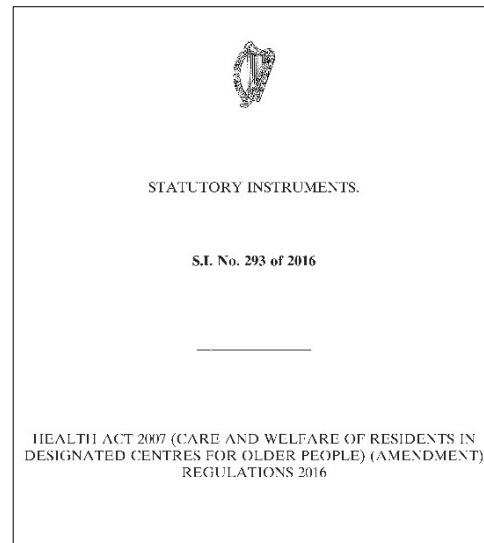 STATUTORY INSTRUMENTS.
S.I. No. 293 of 2016
HEALTH ACT 2007 (CARE AND WELFARE OF RESIDENTS IN
DESIGNATED CENTRES FOR OLDER PEOPLE) (AMENDMENT)
REGULATIONS 2016